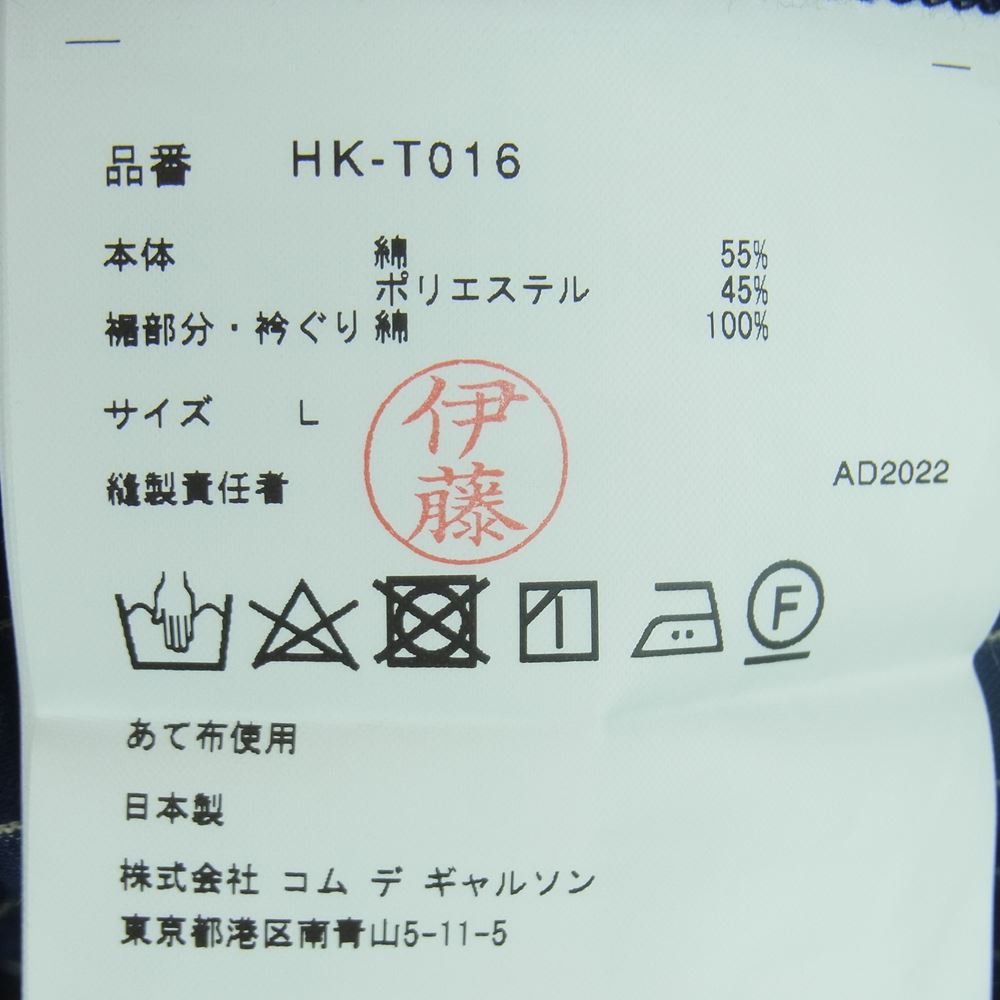 品番 HK-T016
本体 綿 55%
ポリエステル 45%
裾部分・衿ぐり 綿 100%
サイズ L
伊藤
縫製責任者
AD2022
F
あて布使用
日本製
株式会社 コム デ ギャルソン
東京都港区南青山5-11-5